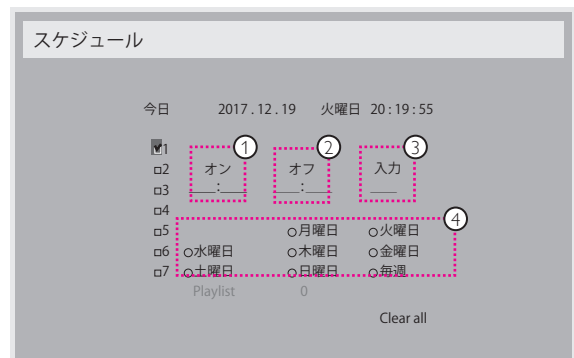 スケジュール
今日 2017 . 12 . 19 火曜日 20 : 19 : 55
1 ① ② ③
2 オン オフ 入力
3 ___:___ ___:___ ___
4 ④
5 月曜日 火曜日
6 水曜日 木曜日 金曜日
7 土曜日 日曜日 毎週
Playlist 0
Clear all